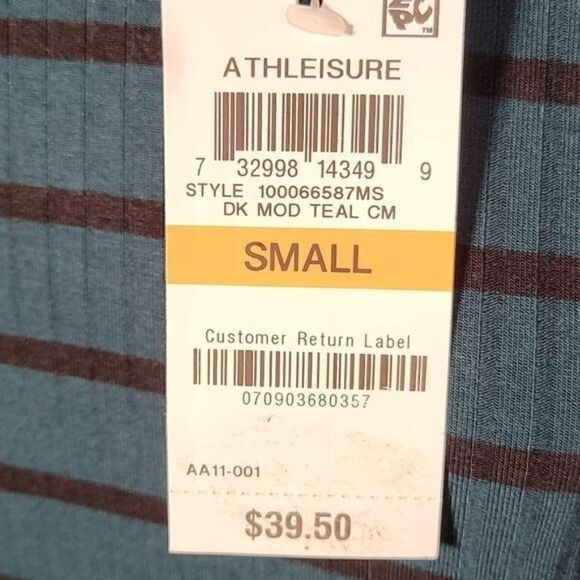 EPC™
ATHLEISURE
7 32998 14349 9
STYLE 100066587MS
DK MOD TEAL CM
SMALL
Customer Return Label
070903680357
AA11-001
$39.50